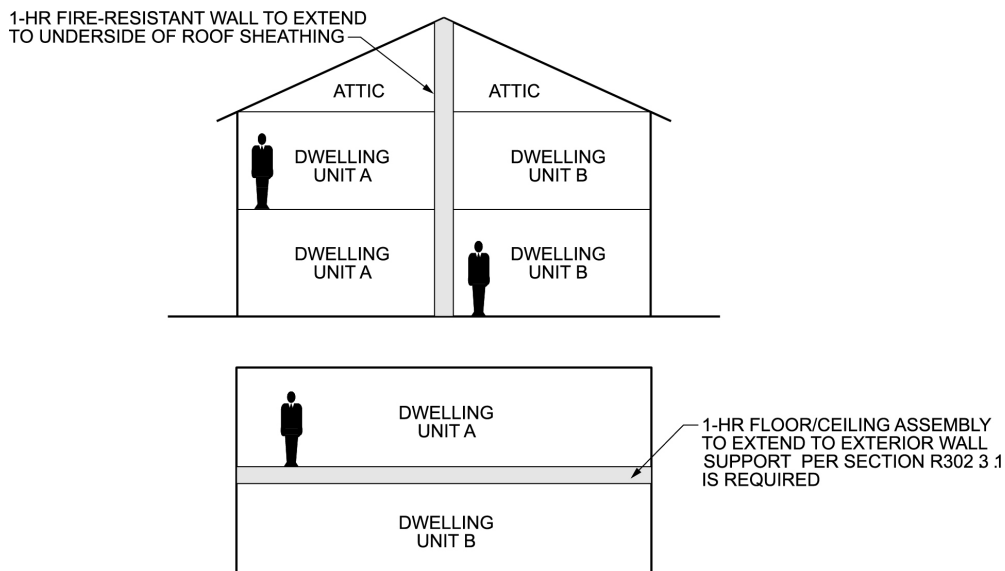 1-HR FIRE-RESISTANT WALL TO EXTEND
TO UNDERSIDE OF ROOF SHEATHING
ATTIC
ATTIC
DWELLING
UNIT A
DWELLING
UNIT B
DWELLING
UNIT A
DWELLING
UNIT B
DWELLING
UNIT A
1-HR FLOOR/CEILING ASSEMBLY
TO EXTEND TO EXTERIOR WALL
SUPPORT PER SECTION R302 3.1
IS REQUIRED
DWELLING
UNIT B